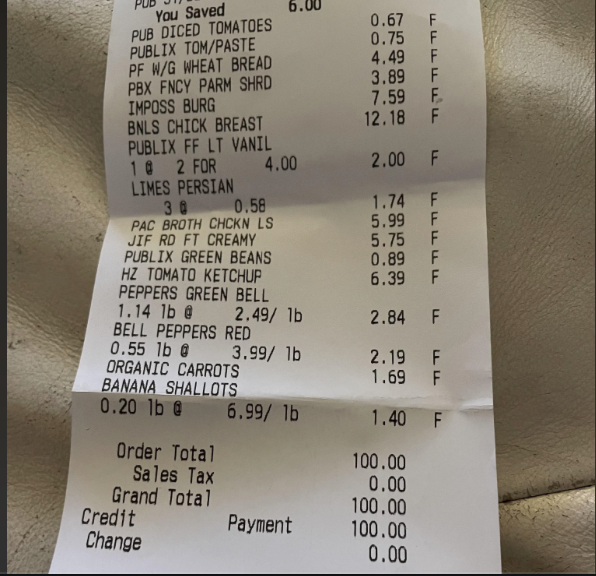 You Saved 6.00
PUB DICED TOMATOES 0.67 F
PUBLIX TOM/PASTE 0.75 F
PF W/G WHEAT BREAD 4.49 F
PBX FNCY PARM SHRD 3.89 F
IMPOSS BURG 7.59 F
BNLS CHICK BREAST 12.18 F
PUBLIX FF LT VANIL
1 @ 2 FOR 4.00 2.00 F
LIMES PERSIAN
3 @ 0.58 1.74 F
PAC BROTH CHCKN LS 5.99 F
JIF RD FT CREAMY 5.75 F
PUBLIX GREEN BEANS 0.89 F
HZ TOMATO KETCHUP 6.39 F
PEPPERS GREEN BELL
1.14 lb @ 2.49/ lb 2.84 F
BELL PEPPERS RED
0.55 lb @ 3.99/ lb 2.19 F
ORGANIC CARROTS 1.69 F
BANANA SHALLOTS
0.20 lb @ 6.99/ lb 1.40 F
Order Total 100.00
Sales Tax 0.00
Grand Total 100.00
Credit Payment 100.00
Change 0.00